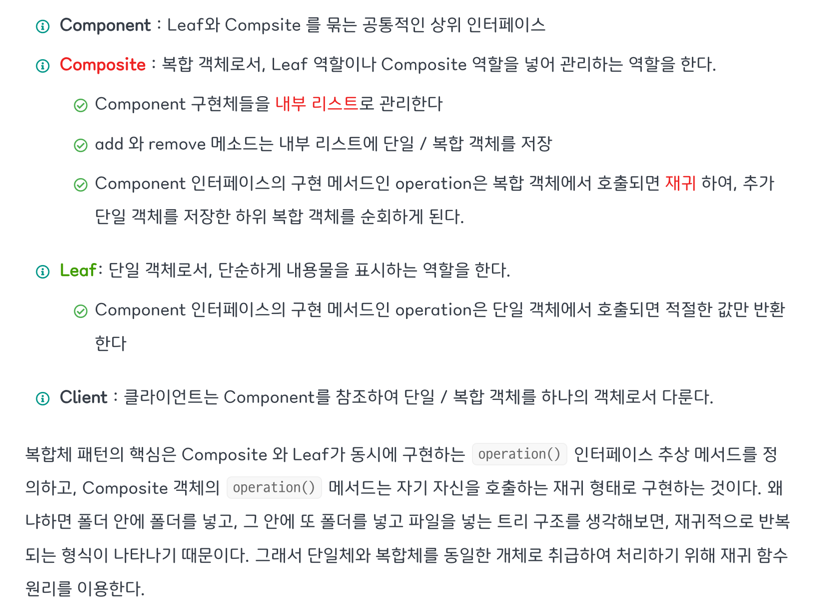 Component : Leaf와 Compsite 를 묶는 공통적인 상위 인터페이스
Composite : 복합 객체로서, Leaf 역할이나 Composite 역할을 넣어 관리하는 역할을 한다.
Component 구현체들을 내부 리스트로 관리한다
add 와 remove 메소드는 내부 리스트에 단일 / 복합 객체를 저장
Component 인터페이스의 구현 메서드인 operation은 복합 객체에서 호출되면 재귀 하여, 추가
단일 객체를 저장한 하위 복합 객체를 순회하게 된다.
Leaf: 단일 객체로서, 단순하게 내용물을 표시하는 역할을 한다.
Component 인터페이스의 구현 메서드인 operation은 단일 객체에서 호출되면 적절한 값만 반환
한다
Client : 클라이언트는 Component를 참조하여 단일 / 복합 객체를 하나의 객체로서 다룬다.
복합체 패턴의 핵심은 Composite 와 Leaf가 동시에 구현하는 operation() 인터페이스 추상 메서드를 정
의하고, Composite 객체의 operation() 메서드는 자기 자신을 호출하는 재귀 형태로 구현하는 것이다. 왜
냐하면 폴더 안에 폴더를 넣고, 그 안에 또 폴더를 넣고 파일을 넣는 트리 구조를 생각해보면, 재귀적으로 반복
되는 형식이 나타나기 때문이다. 그래서 단일체와 복합체를 동일한 개체로 취급하여 처리하기 위해 재귀 함수
원리를 이용한다.